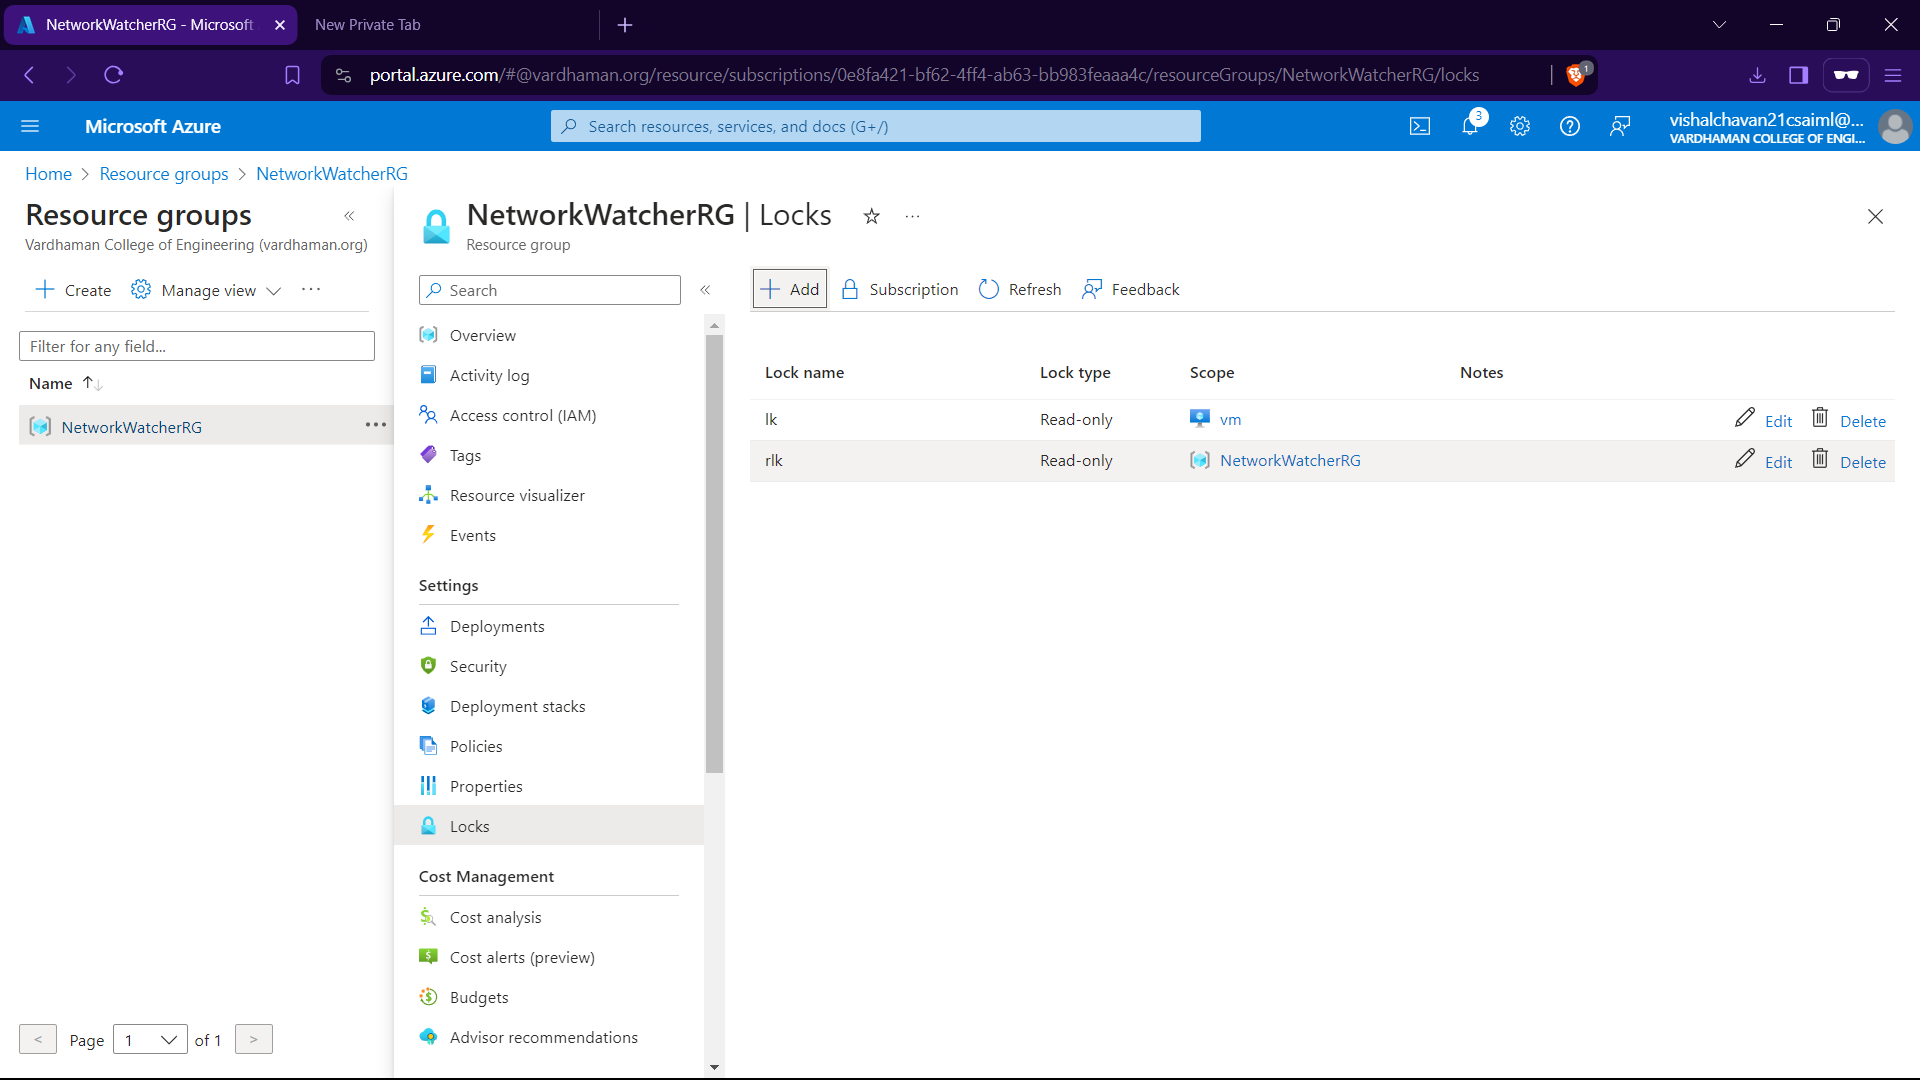 NetworkWatcherRG - Microsoft
New Private Tab
portal.azure.com/#@vardhaman.org/resource/subscriptions/0e8fa421-bf62-4ff4-ab63-bb983feaaa4c/resourceGroups/NetworkWatcherRG/locks
1
Microsoft Azure
Search resources, services, and docs (G+/)
3
vishalchavan21csaiml@...
VARDHAMAN COLLEGE OF ENGI...
Home > Resource groups > NetworkWatcherRG
Resource groups
Vardhaman College of Engineering (vardhaman.org)
Create
Manage view
...
Filter for any field...
Name
NetworkWatcherRG
Page 1 of 1
NetworkWatcherRG | Locks
Resource group
Search
Overview
Activity log
Access control (IAM)
Tags
Resource visualizer
Events
Settings
Deployments
Security
Deployment stacks
Policies
Properties
Locks
Cost Management
Cost analysis
Cost alerts (preview)
Budgets
Advisor recommendations
Add
Subscription
Refresh
Feedback
Lock name Lock type Scope Notes
lk Read-only vm Edit Delete
rlk Read-only NetworkWatcherRG Edit Delete